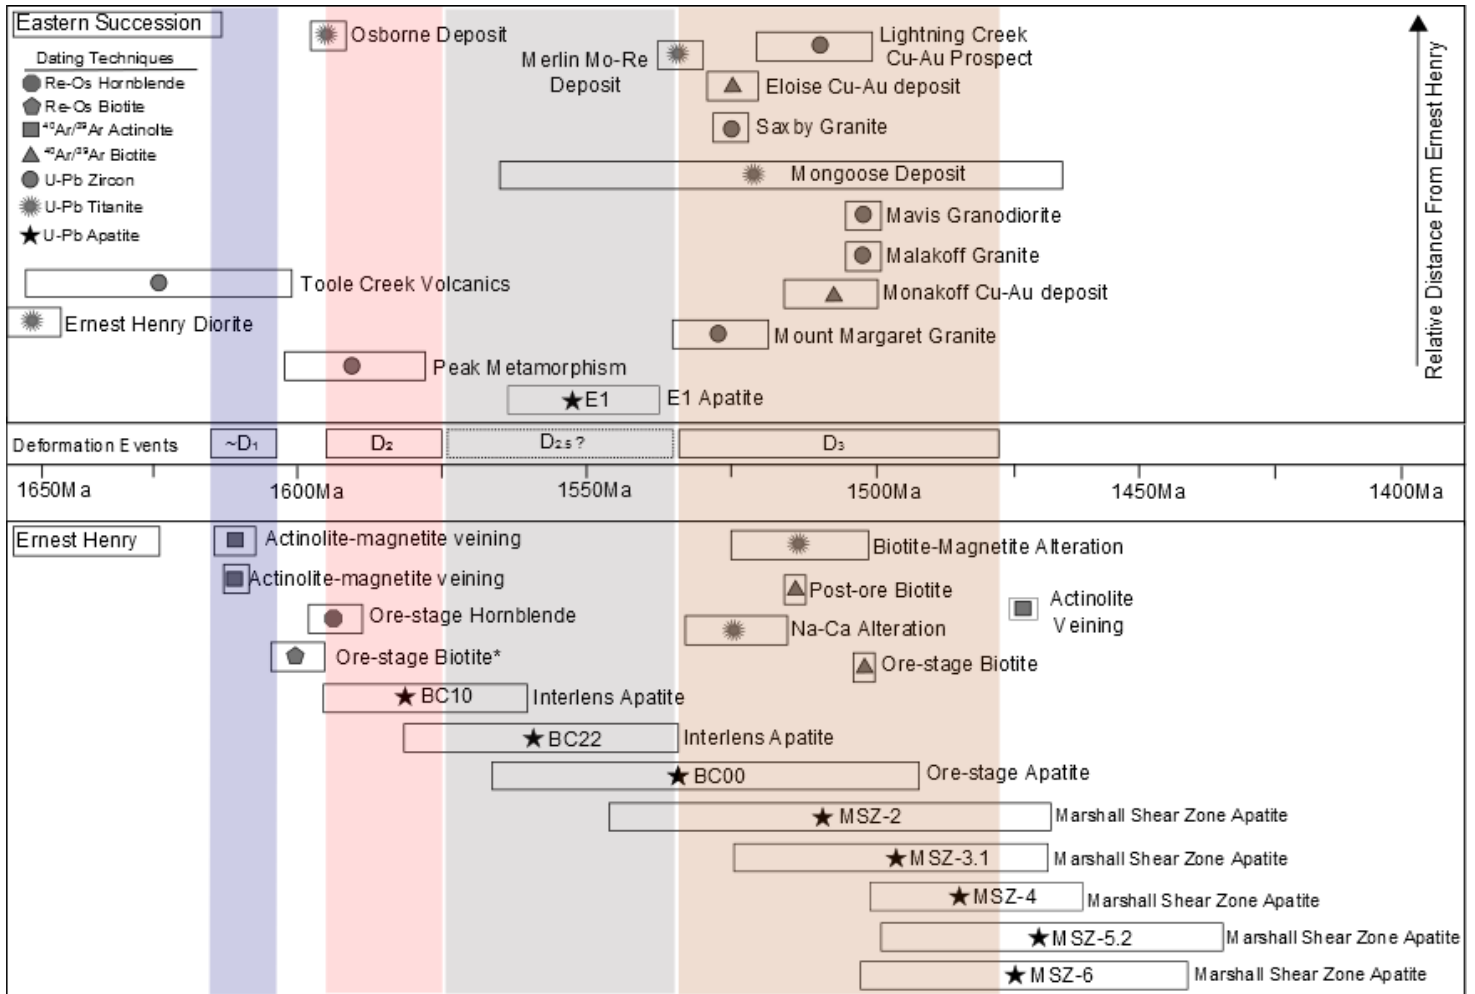 Eastern Succession
Dating Techniques
Re-Os Hornblende
Re-Os Biotite
⁴⁰Ar/³⁹Ar Actinolte
⁴⁰Ar/³⁹Ar Biotite
U-Pb Zircon
U-Pb Titanite
U-Pb Apatite
Osborne Deposit
Merlin Mo-Re
Deposit
Lightning Creek
Cu-Au Prospect
Eloise Cu-Au deposit
Saxby Granite
Mongoose Deposit
Mavis Granodiorite
Malakoff Granite
Toole Creek Volcanics
Monakoff Cu-Au deposit
Ernest Henry Diorite
Mount Margaret Granite
Peak Metamorphism
E1
E1 Apatite
Relative Distance From Ernest Henry
Deformation Events
~D₁
D₂
D₂.₅?
D₃
1650Ma
1600Ma
1550Ma
1500Ma
1450Ma
1400Ma
Ernest Henry
Actinolite-magnetite veining
Biotite-Magnetite Alteration
Actinolite-magnetite veining
Post-ore Biotite
Actinolite
Veining
Ore-stage Hornblende
Na-Ca Alteration
Ore-stage Biotite*
Ore-stage Biotite
BC10
Interlens Apatite
BC22
Interlens Apatite
BC00
Ore-stage Apatite
MSZ-2
Marshall Shear Zone Apatite
MSZ-3.1
Marshall Shear Zone Apatite
MSZ-4
Marshall Shear Zone Apatite
MSZ-5.2
Marshall Shear Zone Apatite
MSZ-6
Marshall Shear Zone Apatite